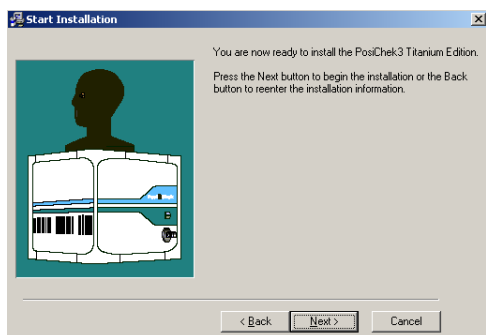 Start Installation
You are now ready to install the PosiChek3 Titanium Edition.
Press the Next button to begin the installation or the Back
button to reenter the installation information.
< Back
Next >
Cancel